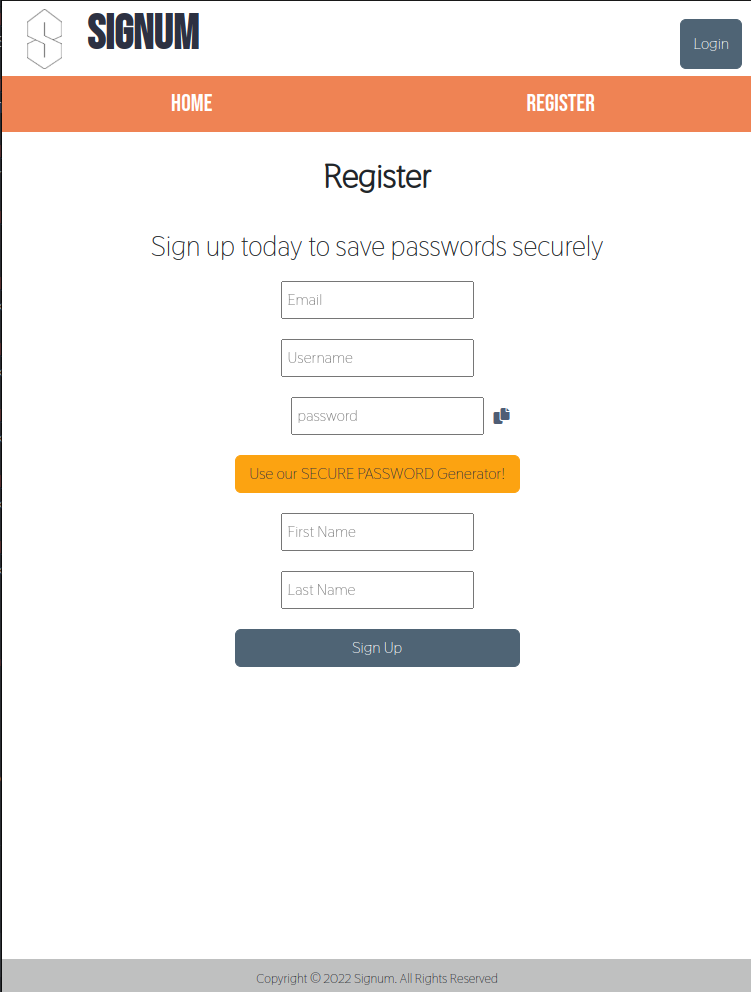 SIGNUM
Login
HOME REGISTER
Register
Sign up today to save passwords securely
Email
Username
password
Use our SECURE PASSWORD Generator!
First Name
Last Name
Sign Up
Copyright © 2022 Signum. All Rights Reserved